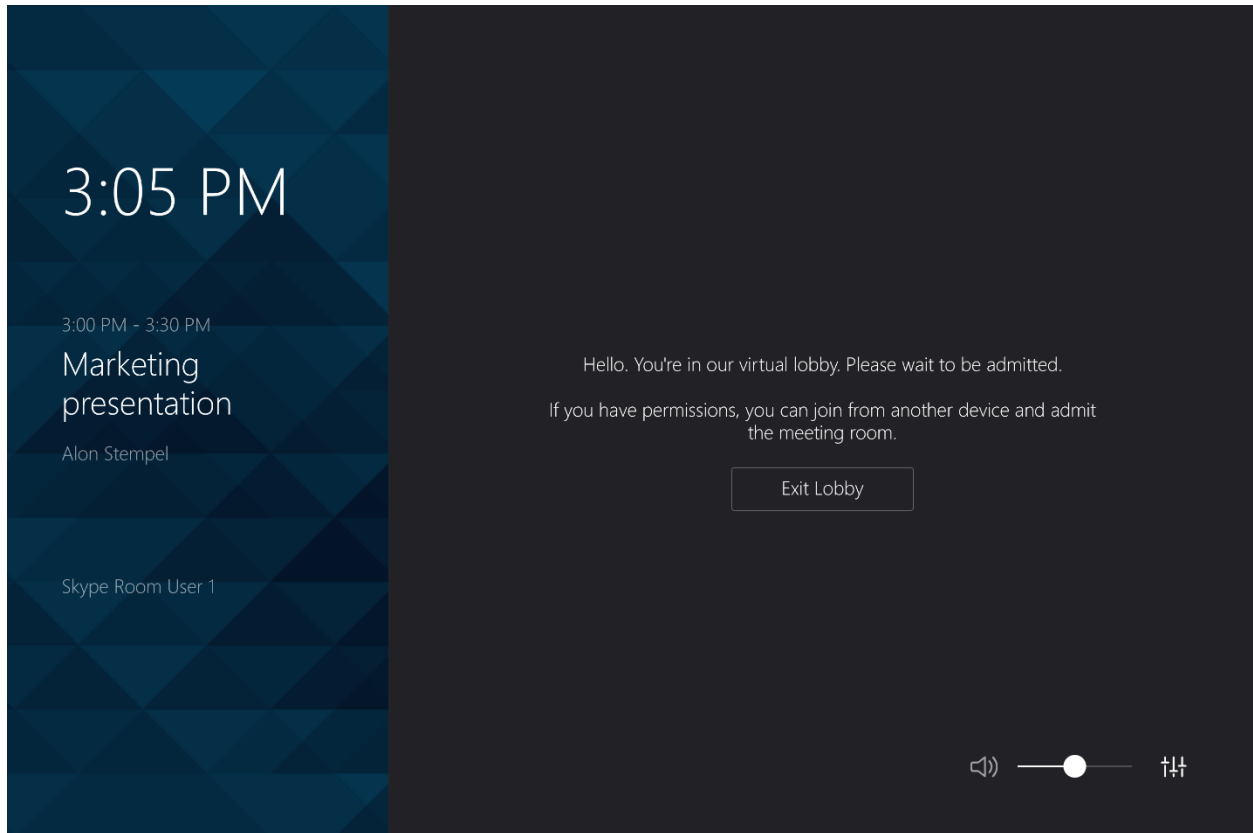 3:05 PM
3:00 PM - 3:30 PM
Marketing
presentation
Alon Stempel
Skype Room User 1
Hello. You're in our virtual lobby. Please wait to be admitted.
If you have permissions, you can join from another device and admit
the meeting room.
Exit Lobby